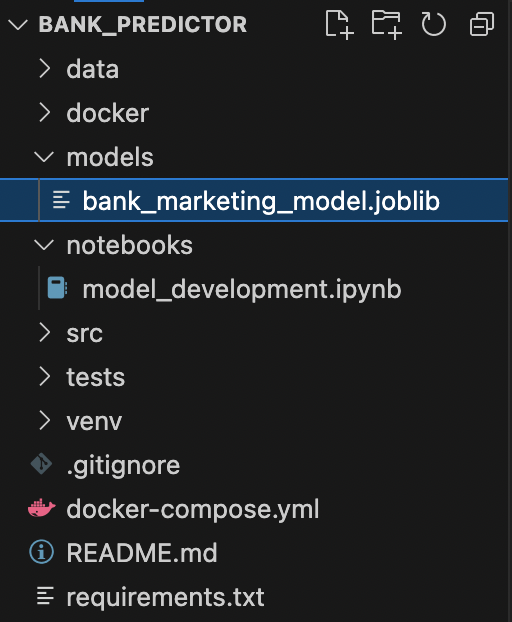 BANK_PREDICTOR
data
docker
models
bank_marketing_model.joblib
notebooks
model_development.ipynb
src
tests
venv
.gitignore
docker-compose.yml
README.md
requirements.txt